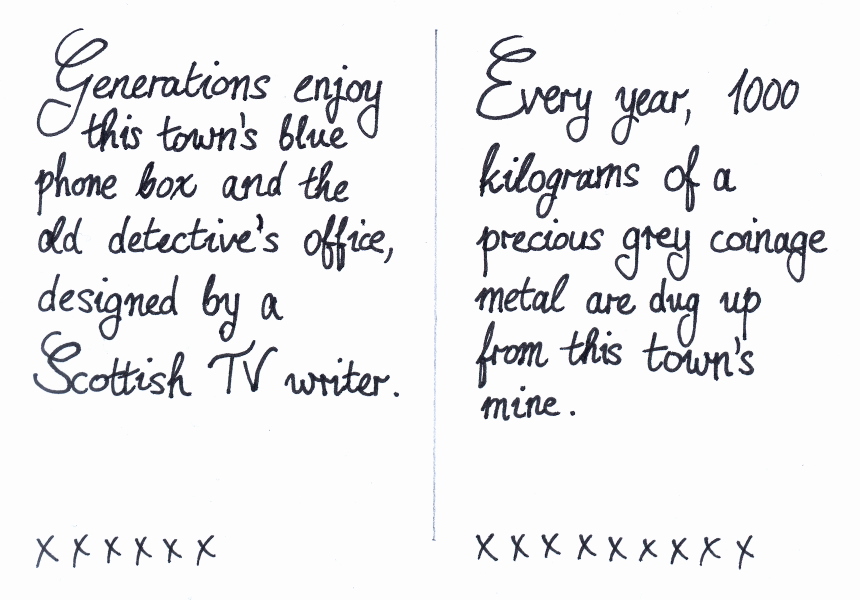 Generations enjoy
this town's blue
phone box and the
old detective's office,
designed by a
Scottish TV writer.
x x x x x x
Every year, 1000
kilograms of a
precious grey coinage
metal are dug up
from this town's
mine.
x x x x x x x x x